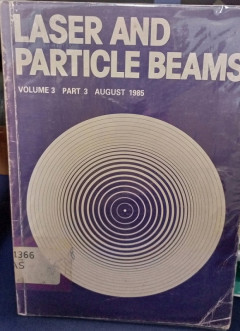 LASER AND
PARTICLE BEAMS
VOLUME 3 PART 3 AUGUST 1985